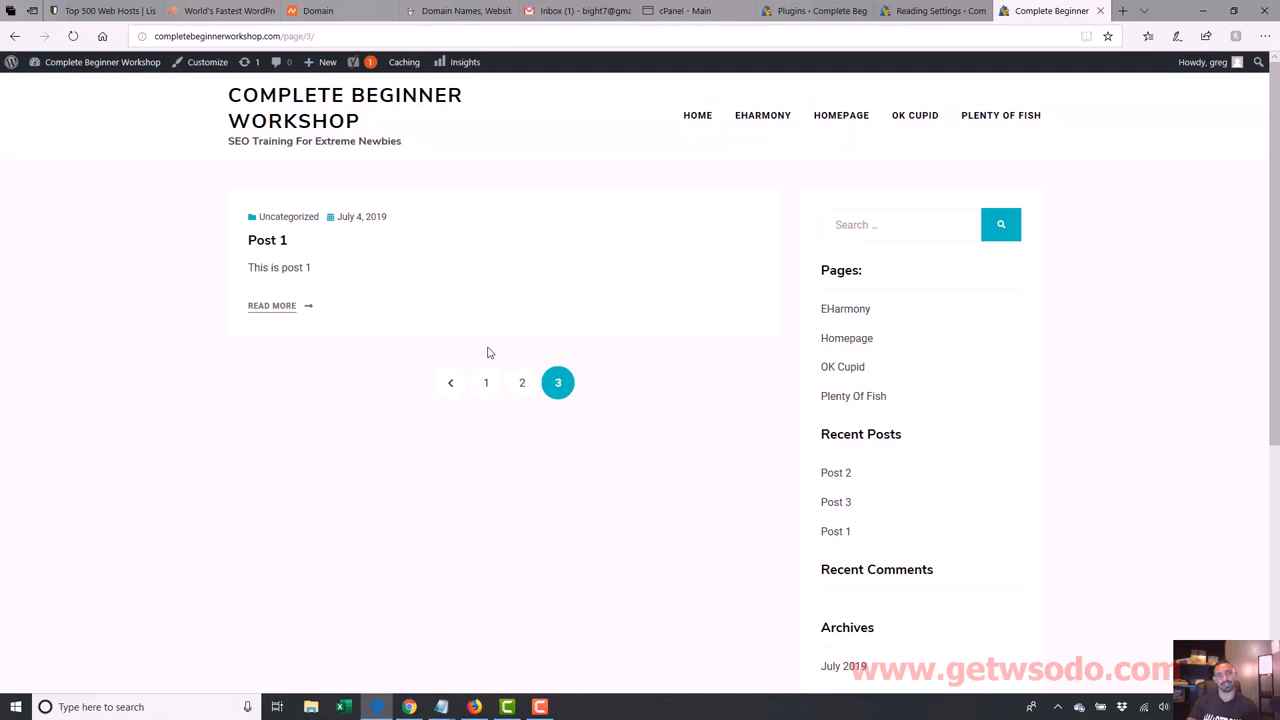 Top 500 Web Hosts | Lis
World's Fastest WordPr
Domain
Domain Names, Websit
Inbox (1) - bight7@gma
cPanel - Main
Plugins ‹ Complete Beg
Reading Settings ‹ Com
Complete Beginner
completebeginnerworkshop.com/page/3/
Complete Beginner Workshop
Customize
1
0
New
1
Caching
Insights
Howdy, greg
COMPLETE BEGINNER
WORKSHOP
SEO Training For Extreme Newbies
HOME
EHARMONY
HOMEPAGE
OK CUPID
PLENTY OF FISH
Uncategorized
July 4, 2019
Post 1
This is post 1
READ MORE
1
2
3
Search …
Pages:
EHarmony
Homepage
OK Cupid
Plenty Of Fish
Recent Posts
Post 2
Post 3
Post 1
Recent Comments
Archives
July 2019
www.getwsodo.com
Type here to search